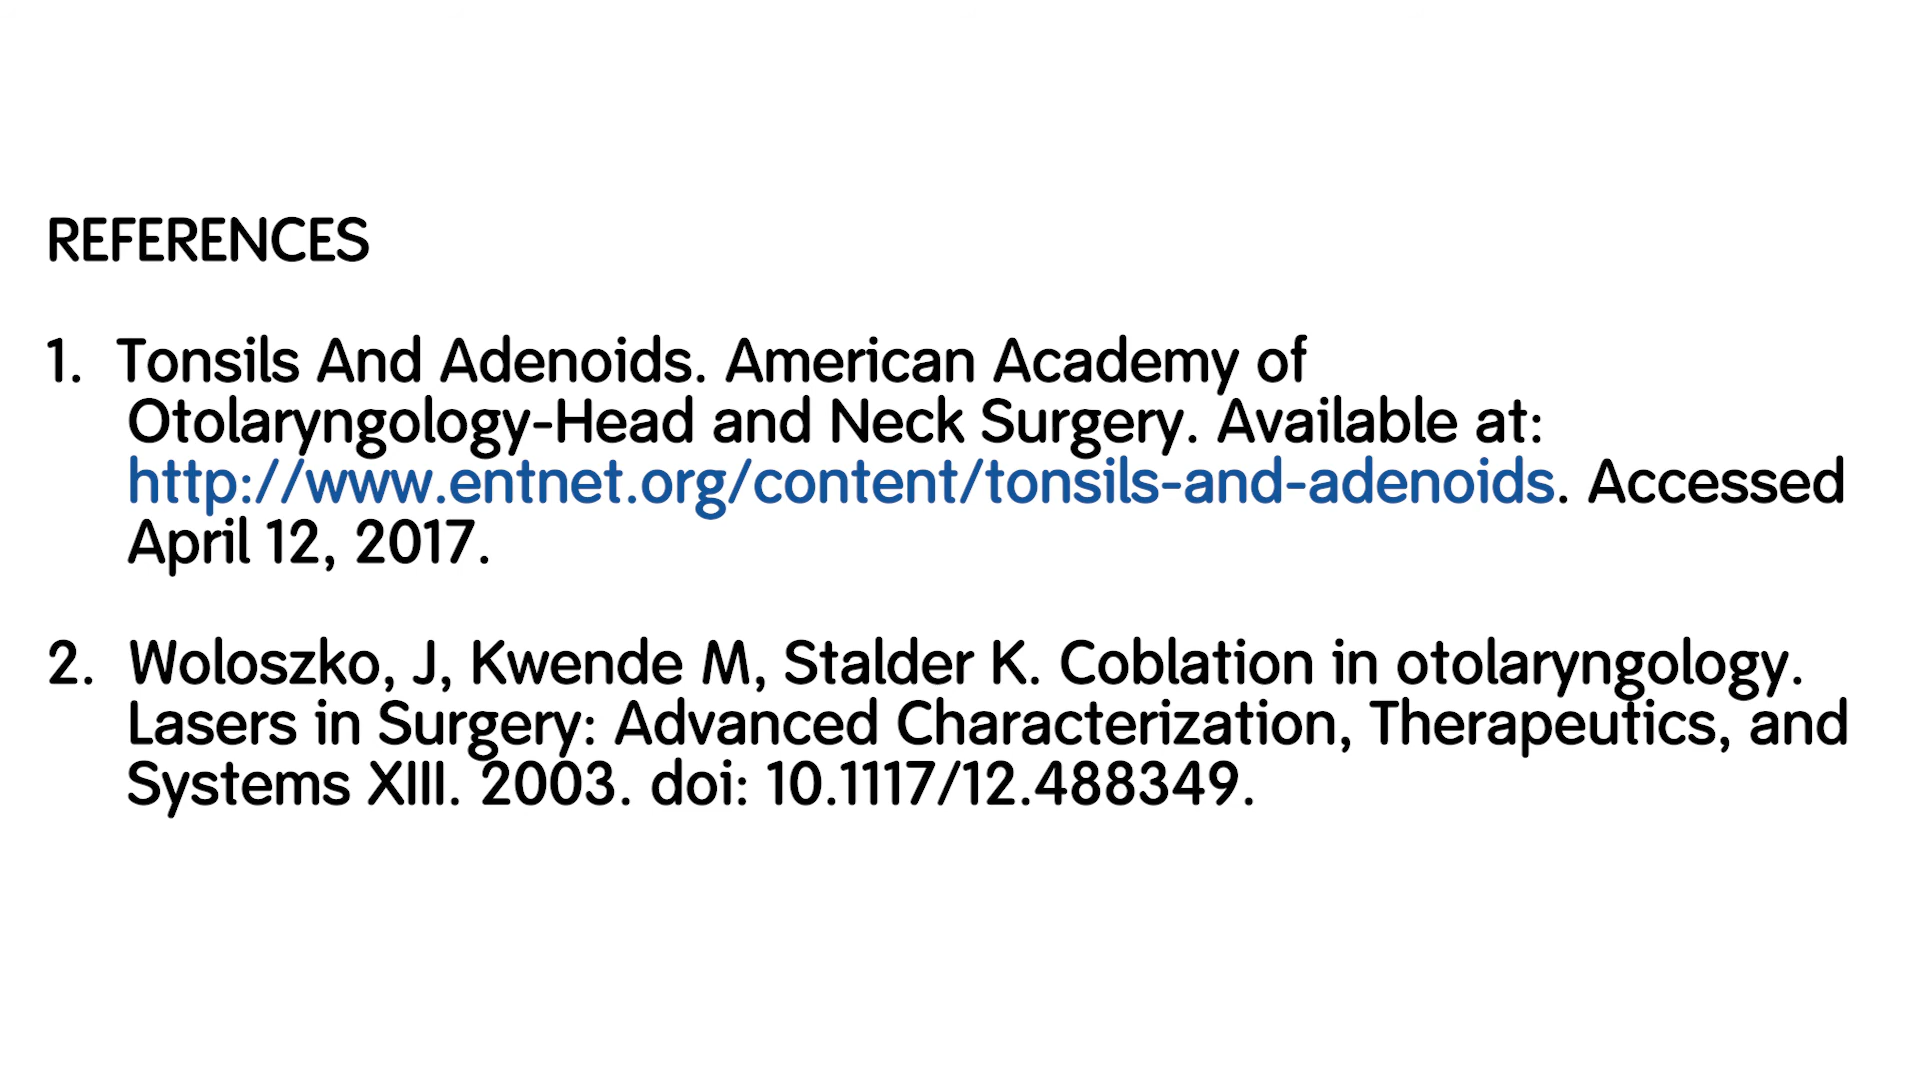 REFERENCES
1. Tonsils And Adenoids. American Academy of
Otolaryngology-Head and Neck Surgery. Available at:
http://www.entnet.org/content/tonsils-and-adenoids. Accessed
April 12, 2017.
2. Woloszko, J, Kwende M, Stalder K. Coblation in otolaryngology.
Lasers in Surgery: Advanced Characterization, Therapeutics, and
Systems XIII. 2003. doi: 10.1117/12.488349.